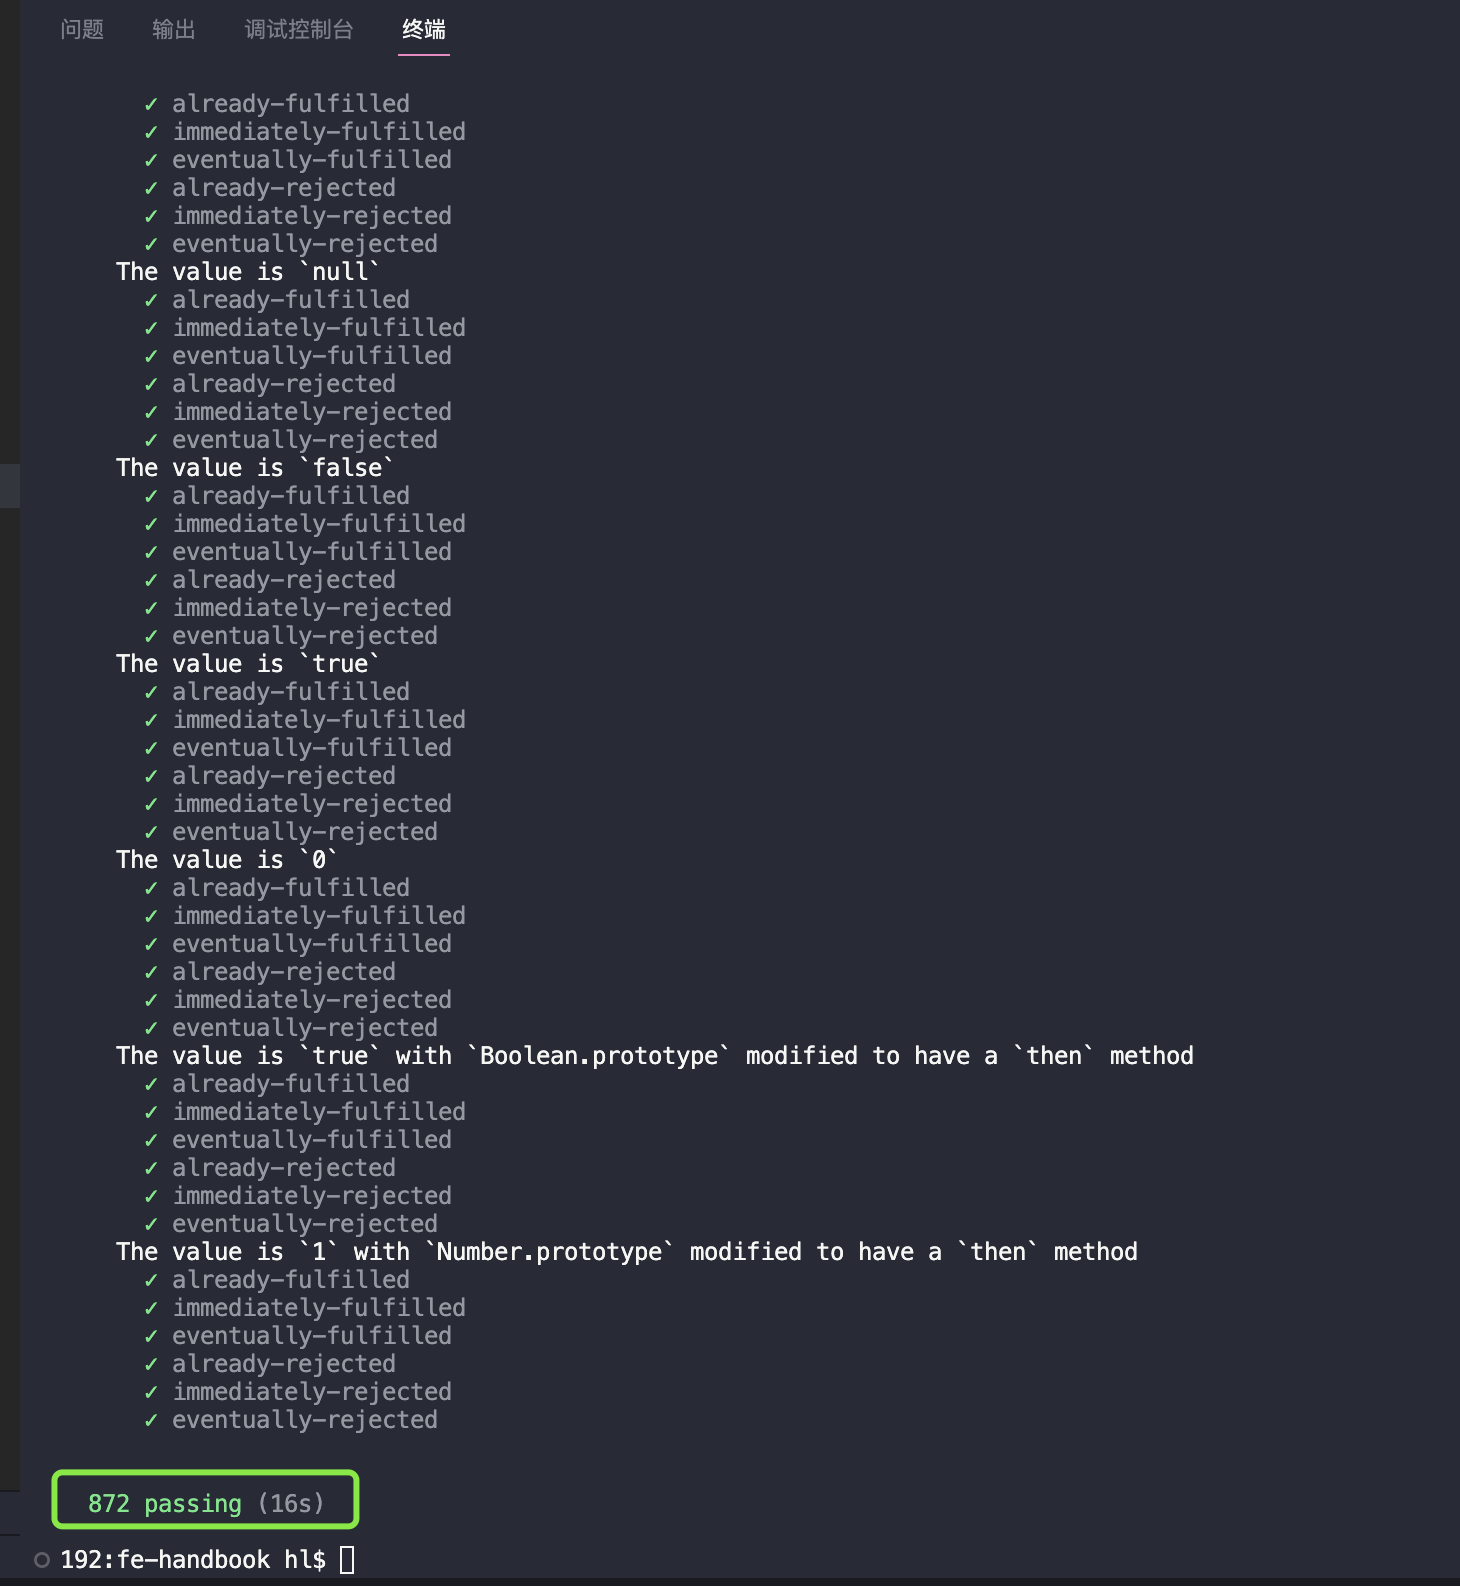 问题 输出 调试控制台 终端
✓ already-fulfilled
✓ immediately-fulfilled
✓ eventually-fulfilled
✓ already-rejected
✓ immediately-rejected
✓ eventually-rejected
The value is `null`
✓ already-fulfilled
✓ immediately-fulfilled
✓ eventually-fulfilled
✓ already-rejected
✓ immediately-rejected
✓ eventually-rejected
The value is `false`
✓ already-fulfilled
✓ immediately-fulfilled
✓ eventually-fulfilled
✓ already-rejected
✓ immediately-rejected
✓ eventually-rejected
The value is `true`
✓ already-fulfilled
✓ immediately-fulfilled
✓ eventually-fulfilled
✓ already-rejected
✓ immediately-rejected
✓ eventually-rejected
The value is `0`
✓ already-fulfilled
✓ immediately-fulfilled
✓ eventually-fulfilled
✓ already-rejected
✓ immediately-rejected
✓ eventually-rejected
The value is `true` with `Boolean.prototype` modified to have a `then` method
✓ already-fulfilled
✓ immediately-fulfilled
✓ eventually-fulfilled
✓ already-rejected
✓ immediately-rejected
✓ eventually-rejected
The value is `1` with `Number.prototype` modified to have a `then` method
✓ already-fulfilled
✓ immediately-fulfilled
✓ eventually-fulfilled
✓ already-rejected
✓ immediately-rejected
✓ eventually-rejected
872 passing (16s)
192:fe-handbook hl$